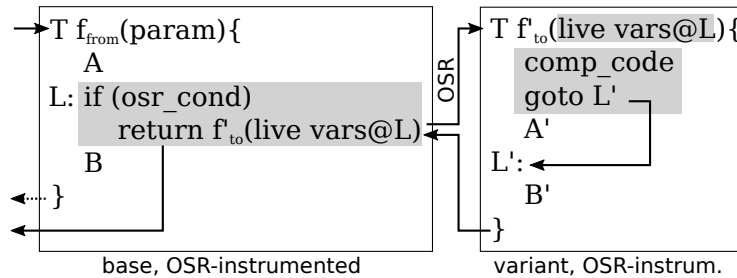 T f_from(param){
A
L: if (osr_cond)
return f'_to(live vars@L)
B
}
base, OSR-instrumented
OSR
T f'_to(live vars@L){
comp_code
goto L'
A'
L':
B'
}
variant, OSR-instrum.